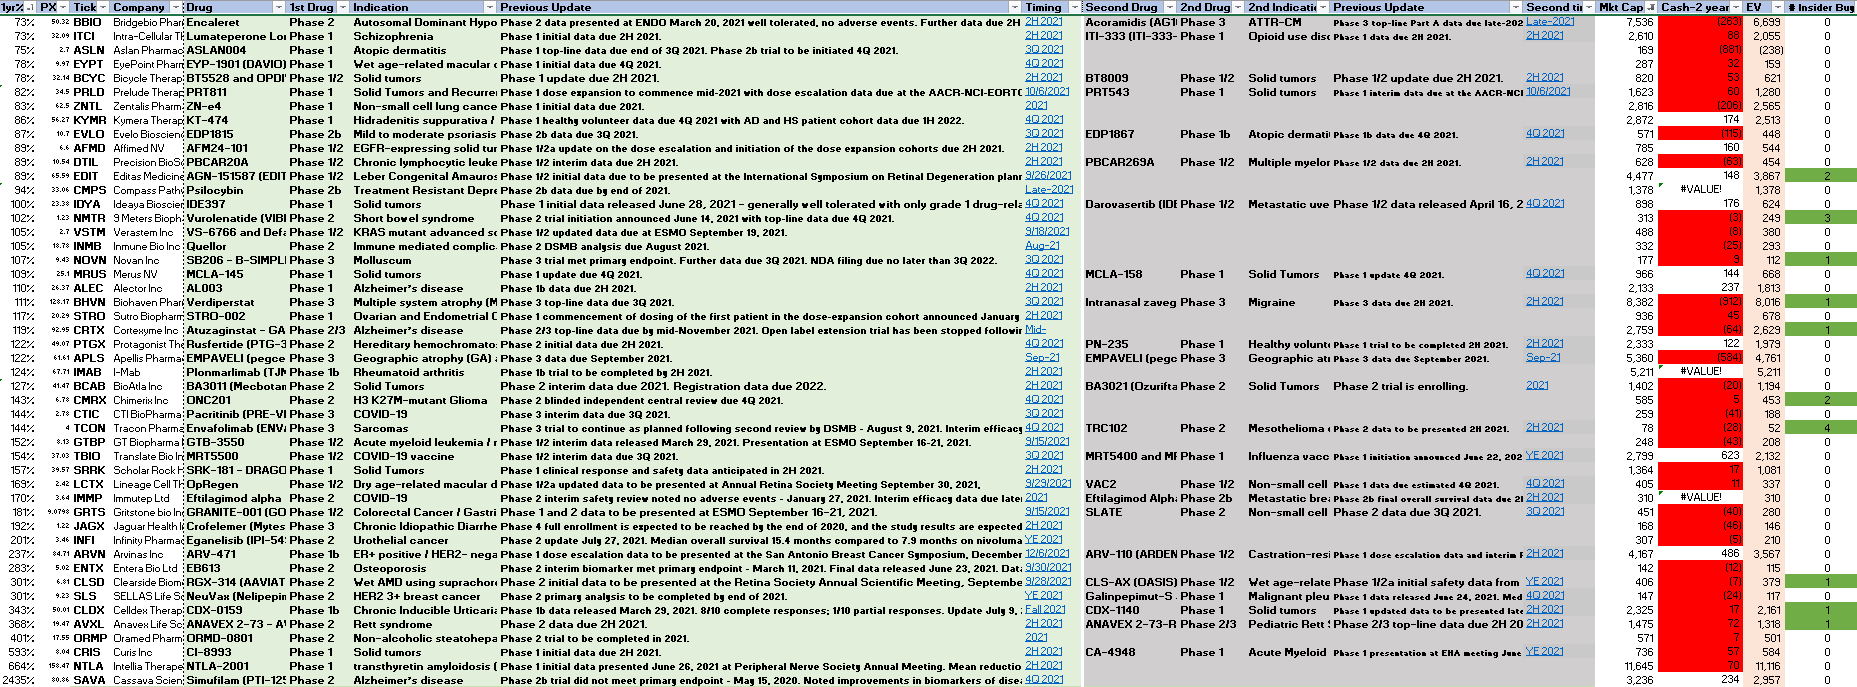 1yr% PX Tick Company Drug 1st Drug Indication Previous Update Timing Second Drug 2nd Drug 2nd Indicati Previous Update Second tir Mkt Cap Cash-2 year EV # Insider Buy
73% 50.32 BBIO Bridgebio Phar Encaleret Phase 2 Autosomal Dominant Hypo Phase 2 data presented at ENDO March 20, 2021 well tolerated, no adverse events. Further data due 2H 2H 2021 Acoramidis (AG1 Phase 3 ATTR-CM Phase 3 top-line Part A data due late-202 Late-2021 7,536 (263) 6,699 0
73% 32.09 ITCI Intra-Cellular Tl Lumateperone Lo Phase 1 Schizophrenia Phase 1 initial data due 2H 2021. 2H 2021 ITI-333 (ITI-333- Phase 1 Opioid use dis Phase 1 data due 2H 2021. 2H 2021 2,610 88 2,055 0
75% 2.7 ASLN Aslan Pharmac ASLAN004 Phase 1 Atopic dermatitis Phase 1 top-line data due end of 3Q 2021. Phase 2b trial to be initiated 4Q 2021. 3Q 2021 169 (881) (238) 0
78% 9.97 EYPT EyePoint Pharr EYP-1901 (DAVIO) Phase 1 Wet age-related macular Phase 1 initial data due 4Q 2021. 4Q 2021 287 32 159 0
78% 32.14 BCYC Bicycle Therap BT5528 and OPDI Phase 1/2 Solid tumors Phase 1 update due 2H 2021. 2H 2021 BT8009 Phase 1/2 Solid tumors Phase 1/2 update due 2H 2021. 2H 2021 820 53 621 0
82% 34.5 PRLD Prelude Therap PRT811 Phase 1 Solid Tumors and Recurre Phase 1 dose expansion to commence mid-2021 with dose escalation data due at the AACR-NCI-EORTC 10/6/2021 PRT543 Phase 1 Solid tumors Phase 1 interim data due at the AACR-NCI 10/6/2021 1,623 60 1,280 0
83% 62.5 ZNTL Zentalis Pharm ZN-e4 Phase 1 Non-small cell lung cance Phase 1 initial data due 2021. 2021 2,816 (206) 2,565 0
86% 56.27 KYMR Kymera Therap KT-474 Phase 1 Hidradenitis suppurativa / Phase 1 healthy volunteer data due 4Q 2021 with AD and HS patient cohort data due 1H 2022. 4Q 2021 2,872 174 2,513 0
87% 10.7 EVLO Evelo Bioscien EDP1815 Phase 2b Mild to moderate psoriasis Phase 2b data due 3Q 2021. 3Q 2021 EDP1867 Phase 1b Atopic dermati Phase 1b data due 4Q 2021. 4Q 2021 571 (115) 448 0
89% 6.6 AFMD Affimed NV AFM24-101 Phase 1/2 EGFR-expressing solid tur Phase 1/2a update on the dose escalation and initiation of the dose expansion cohorts due 2H 2021. 2H 2021 785 160 544 0
89% 10.54 DTIL Precision BioSc PBCAR20A Phase 1/2 Chronic lymphocytic leuke Phase 1/2 interim data due 2H 2021. 2H 2021 PBCAR269A Phase 1/2 Multiple myelor Phase 1/2 data due 2H 2021. 2H 2021 628 (63) 454 0
89% 65.59 EDIT Editas Medicine AGN-151587 (EDIT Phase 1/2 Leber Congenital Amauros Phase 1/2 initial data due to be presented at the International Symposium on Retinal Degeneration plann 9/26/2021 4,477 148 3,867 2
94% 33.06 CMPS Compass Path Psilocybin Phase 2b Treatment Resistant Depre Phase 2b data due by end of 2021. Late-2021 1,378 #VALUE! 1,378 0
100% 23.38 IDYA Ideaya Bioscier IDE397 Phase 1 Solid Tumors Phase 1 initial data released June 28, 2021 - generally well tolerated with only grade 1 drug-rela 4Q 2021 Darovasertib (IDI Phase 1/2 Metastatic uve Phase 1/2 data released April 16, 2 4Q 2021 898 176 624 0
102% 1.23 NMTR 9 Meters Bioph Vurolenatide (VIBI Phase 2 Short bowel syndrome Phase 2 trial initiation announced June 14, 2021 with top-line data due 4Q 2021. 4Q 2021 313 (3) 249 3
105% 2.7 VSTM Verastem Inc VS-6766 and Defa Phase 1/2 KRAS mutant advanced so Phase 1/2 updated data due at ESMO September 19, 2021. 9/18/2021 488 (8) 380 0
105% 18.78 INMB Inmune Bio Inc Quellor Phase 2 Immune mediated complic Phase 2 DSMB analysis due August 2021. Aug-21 332 (25) 293 0
107% 9.43 NOVN Novan Inc SB206 - B-SIMPLI Phase 3 Molluscum Phase 3 trial met primary endpoint. Further data due 3Q 2021. NDA filing due no later than 3Q 2022. 3Q 2021 177 9 112 1
109% 25.1 MRUS Merus NV MCLA-145 Phase 1 Solid tumors Phase 1 update 4Q 2021. 4Q 2021 MCLA-158 Phase 1 Solid Tumors Phase 1 update 4Q 2021. 4Q 2021 966 144 668 0
110% 26.37 ALEC Alector Inc AL003 Phase 1 Alzheimer's disease Phase 1b data due 2H 2021. 2H 2021 2,133 237 1,813 0
111% 128.17 BHVN Biohaven Phar Verdiperstat Phase 3 Multiple system atrophy (M Phase 3 top-line data due 3Q 2021. 3Q 2021 Intranasal zaveg Phase 3 Migraine Phase 3 data due 2H 2021. 2H 2021 8,382 (912) 8,016 1
117% 20.29 STRO Sutro Biopharm STRO-002 Phase 1 Ovarian and Endometrial C Phase 1 commencement of dosing of the first patient in the dose-expansion cohort announced January 2H 2021 936 45 678 0
119% 92.95 CRTX Cortexyme Inc Atuzaginstat - GA Phase 2/3 Alzheimer's disease Phase 2/3 top-line data due by mid-November 2021. Open label extension trial has been stopped followir Mid- 2,759 (64) 2,629 1
122% 49.07 PTGX Protagonist The Rusfertide (PTG-3 Phase 2 Hereditary hemochromato: Phase 2 initial data due 2H 2021. 4Q 2021 PN-235 Phase 1 Healthy volunt Phase 1 trial to be completed 2H 2021. 2H 2021 2,333 122 1,979 0
122% 61.61 APLS Apellis Pharmac EMPAVELI (pegce Phase 3 Geographic atrophy (GA) a Phase 3 data due September 2021. Sep-21 EMPAVELI (pegc Phase 3 Geographic at Phase 3 data due September 2021. Sep-21 5,360 (584) 4,761 0
124% 67.71 IMAB I-Mab Plonmarlimab (TJM Phase 1b Rheumatoid arthritis Phase 1b trial to be completed by 2H 2021. 2H 2021 5,211 #VALUE! 5,211 0
127% 41.47 BCAB BioAtla Inc BA3011 (Mecbotan Phase 2 Solid Tumors Phase 2 interim data due 2021. Registration data due 2022. 2H 2021 BA3021 (Ozurifta Phase 2 Solid Tumors Phase 2 trial is enrolling. 2021 1,402 (20) 1,194 0
143% 6.78 CMRX Chimerix Inc ONC201 Phase 2 H3 K27M-mutant Glioma Phase 2 blinded independent central review due 4Q 2021. 4Q 2021 585 5 453 2
144% 2.78 CTIC CTI BioPharma Pacritinib (PRE-VI Phase 3 COVID-19 Phase 3 interim data due 3Q 2021. 3Q 2021 259 (41) 188 0
144% 4 TCON Tracon Pharma Envafolimab (ENV Phase 3 Sarcomas Phase 3 trial to continue as planned following second review by DSMB - August 9, 2021. Interim efficacy 4Q 2021 TRC102 Phase 2 Mesothelioma Phase 2 data to be presented 2H 2021. 2H 2021 78 (28) 52 4
152% 8.13 GTBP GT Biopharma I GTB-3550 Phase 1/2 Acute myeloid leukemia / r Phase 1/2 interim data released March 29, 2021. Presentation at ESMO September 16-21, 2021. 9/15/2021 248 (43) 208 0
154% 37.03 TBIO Translate Bio In MRT5500 Phase 1/2 COVID-19 vaccine Phase 1/2 interim data due 3Q 2021. 3Q 2021 MRT5400 and MF Phase 1 Influenza vacc Phase 1 initiation announced June 22, 202 YE 2021 2,799 623 2,132 0
157% 39.57 SRRK Scholar Rock H SRK-181 - DRAGO Phase 1 Solid Tumors Phase 1 clinical response and safety data anticipated in 2H 2021. 2H 2021 1,364 17 1,081 0
169% 2.42 LCTX Lineage Cell Th OpRegen Phase 1/2 Dry age-related macular d Phase 1/2a updated data to be presented at Annual Retina Society Meeting September 30, 2021. 9/29/2021 VAC2 Phase 1/2 Non-small cell Phase 1 data due estimated 4Q 2021. 4Q 2021 405 11 337 0
170% 3.64 IMMP Immutep Ltd Eftilagimod alpha Phase 2 COVID-19 Phase 2 interim safety review noted no adverse events - January 27, 2021. Interim efficacy data due later 2021 Eftilagimod Alph Phase 2b Metastatic brea Phase 2b final overall survival data due 2l 2H 2021 310 #VALUE! 310 0
181% 9.0793 GRTS Gritstone bio In GRANITE-001 (GO Phase 1/2 Colorectal Cancer / Gastri Phase 1 and 2 data to be presented at ESMO September 16-21, 2021. 9/15/2021 SLATE Phase 2 Non-small cell Phase 2 data due 3Q 2021. 3Q 2021 451 (40) 280 0
192% 1.22 JAGX Jaguar Health I Crofelemer (Mytes Phase 3 Chronic Idiopathic Diarrhe Phase 4 full enrollment is expected to be reached by the end of 2020, and the study results are expected 2H 2021 168 (46) 146 0
201% 3.46 INFI Infinity Pharma Eganelisib (IPI-54 Phase 2 Urothelial cancer Phase 2 update July 27, 2021. Median overall survival 15.4 months compared to 7.9 months on nivoluma YE 2021 307 (6) 210 0
237% 84.71 ARVN Arvinas Inc ARV-471 Phase 1b ER+ positive / HER2- nega Phase 1 dose escalation data to be presented at the San Antonio Breast Cancer Symposium, December 12/6/2021 ARV-110 (ARDEN Phase 1/2 Castration-resi Phase 1 dose escalation data and interim F 2H 2021 4,167 486 3,567 0
283% 5.02 ENTX Entera Bio Ltd EB613 Phase 2 Osteoporosis Phase 2 interim biomarker met primary endpoint - March 11, 2021. Final data released June 23, 2021. Dat 9/30/2021 142 (12) 115 0
301% 6.81 CLSD Clearside Biom RGX-314 (AAVIAT Phase 2 Wet AMD using suprachor Phase 2 initial data to be presented at the Retina Society Annual Scientific Meeting, Septembe 9/28/2021 CLS-AX (OASIS) Phase 1/2 Wet age-relate Phase 1/2a initial safety data from YE 2021 406 (7) 379 1
301% 9.23 SLS SELLAS Life Sc NeuVax (Nelipepin Phase 2 HER2 3+ breast cancer Phase 2 primary analysis to be completed by end of 2021. YE 2021 Galinpepimut-S Phase 1 Malignant pleu Phase 1 data released June 24, 2021. Med 4Q 2021 147 (24) 117 0
343% 50.01 CLDX Celldex Therap CDX-0159 Phase 1 Chronic Inducible Urticaria Phase 1b data released March 29, 2021. 8/10 complete responses; 1/10 partial responses. Update July 9, Fall 2021 CDX-1140 Phase 1 Solid tumors Phase 1 updated data to be presented late 4Q 2021 2,325 17 2,161 1
368% 19.47 AVXL Anavex Life Sc ANAVEX 2-73 - A Phase 2 Rett syndrome Phase 2 data due 2H 2021. 2H 2021 ANAVEX 2-73-R Phase 2/3 Pediatric Rett Phase 2/3 top-line data due 2H 20 2H 2021 1,475 72 1,318 1
401% 17.55 ORMP Oramed Pharm ORMD-0801 Phase 2 Non-alcoholic steatohepa Phase 2 trial to be completed in 2021. 2021 571 7 501 0
593% 8.04 CRIS Curis Inc CI-8993 Phase 1 Solid tumors Phase 1 initial data due 2H 2021. 2H 2021 CA-4948 Phase 1 Acute Myeloid Phase 1 presentation at EHA meeting June YE 2021 736 57 584 0
664% 158.47 NTLA Intellia Therape NTLA-2001 Phase 1 transthyretin amyloidosis ( Phase 1 initial data presented June 26, 2021 at Peripheral Nerve Society Annual Meeting. Mean reductio 2H 2021 11,645 70 11,116 0
2435% 80.86 SAVA Cassava Scien Simufilam (PTI-125 Phase 2 Alzheimer's disease Phase 2b trial did not meet primary endpoint - May 15, 2020. Noted improvements in biomarkers of dise 4Q 2021 3,236 234 2,957 0